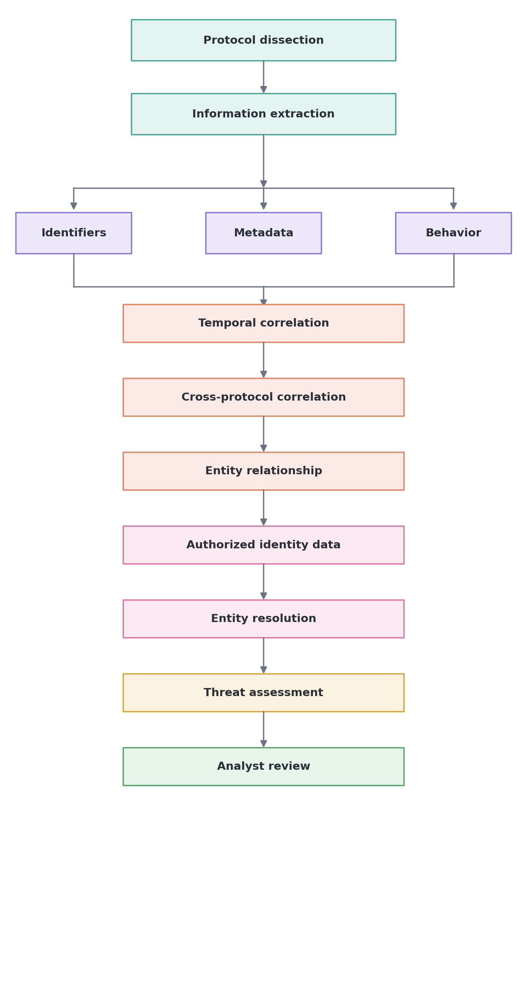 Protocol dissection
Information extraction
Identifiers
Metadata
Behavior
Temporal correlation
Cross-protocol correlation
Entity relationship
Authorized identity data
Entity resolution
Threat assessment
Analyst review